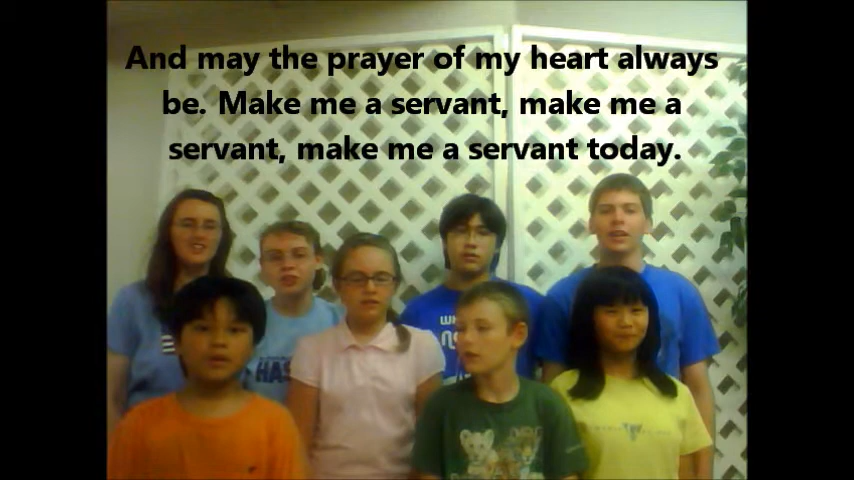 And may the prayer of my heart always
be. Make me a servant, make me a
servant, make me a servant today.
HAS